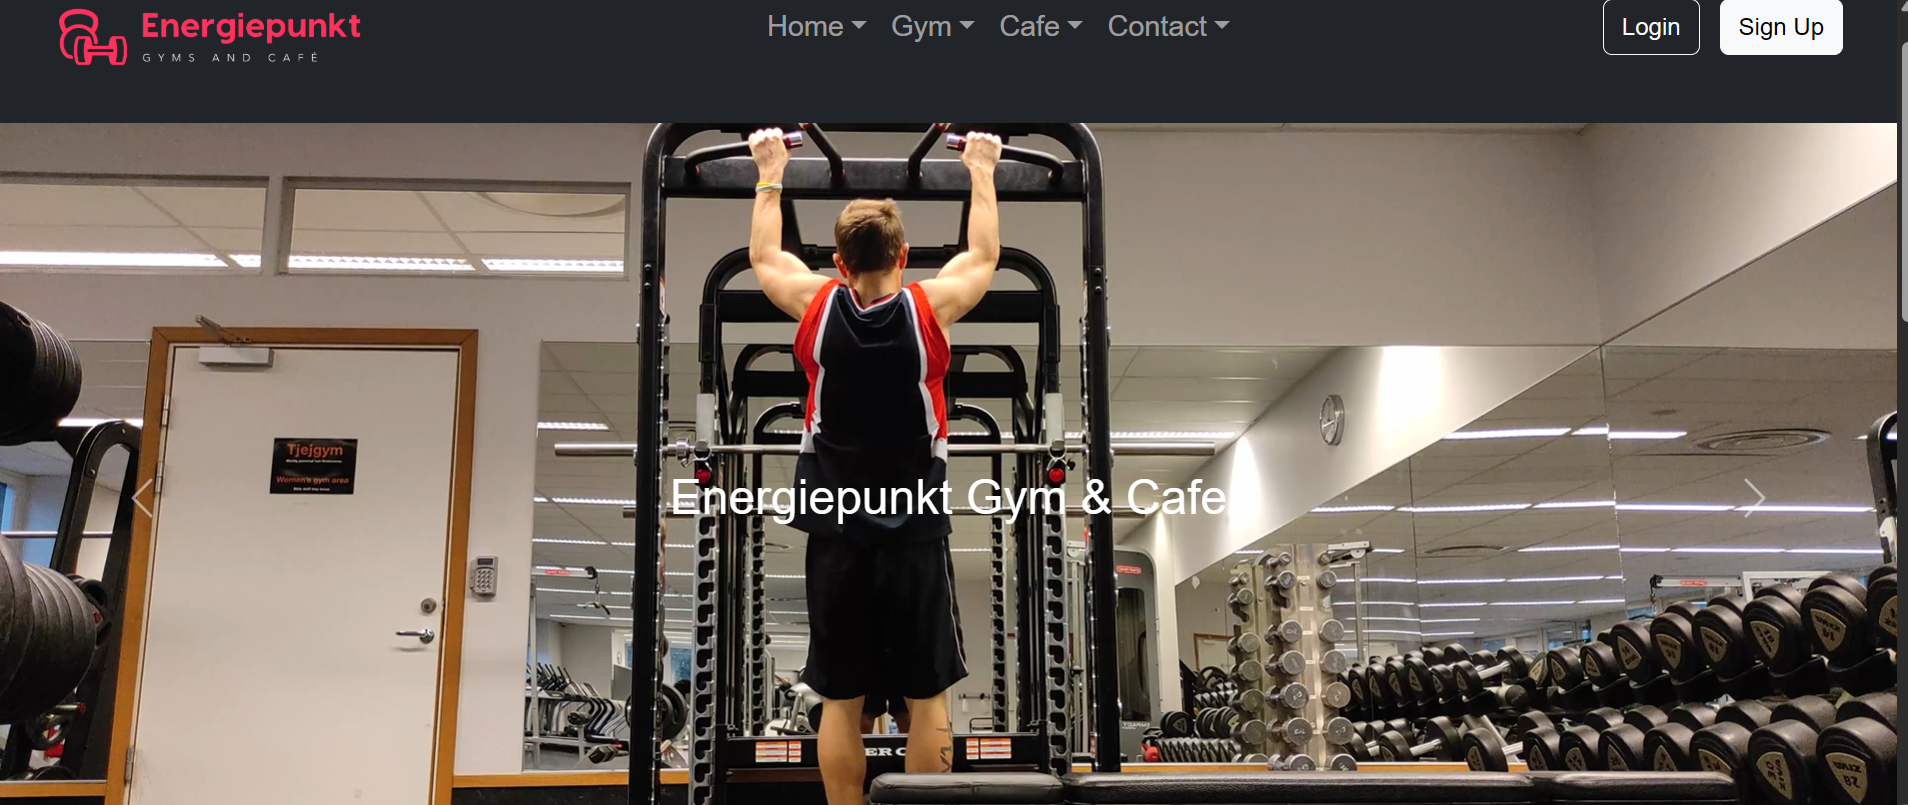 Energiepunkt
GYMS AND CAFÉ
Home
Gym
Cafe
Contact
Login
Sign Up
Tjejgym
Women's gym area
Energiepunkt Gym & Cafe